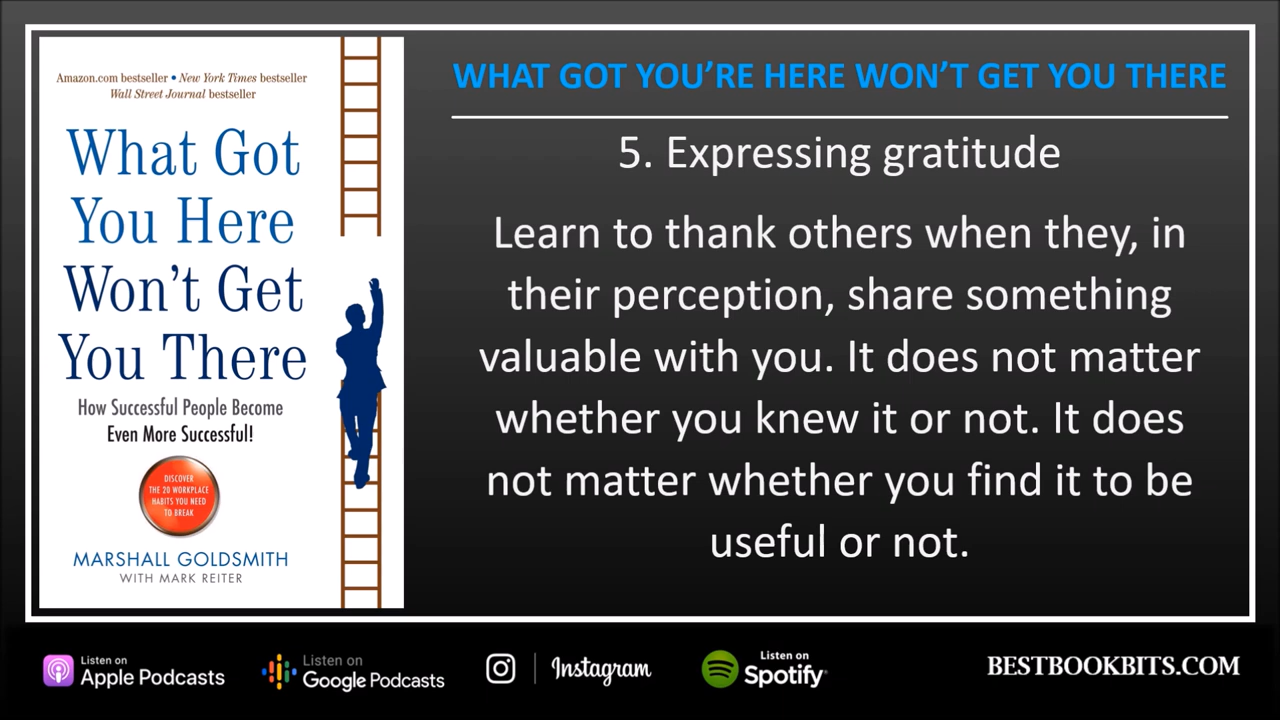 Amazon.com bestseller • New York Times bestseller
Wall Street Journal bestseller
What Got
You Here
Won't Get
You There
How Successful People Become
Even More Successful!
DISCOVER
THE 20 WORKPLACE
HABITS YOU NEED
TO BREAK
MARSHALL GOLDSMITH
WITH MARK REITER
WHAT GOT YOU'RE HERE WON'T GET YOU THERE
5. Expressing gratitude
Learn to thank others when they, in
their perception, share something
valuable with you. It does not matter
whether you knew it or not. It does
not matter whether you find it to be
useful or not.
Listen on
Apple Podcasts
Listen on
Google Podcasts
Instagram
Listen on
Spotify
BESTBOOKBITS.COM